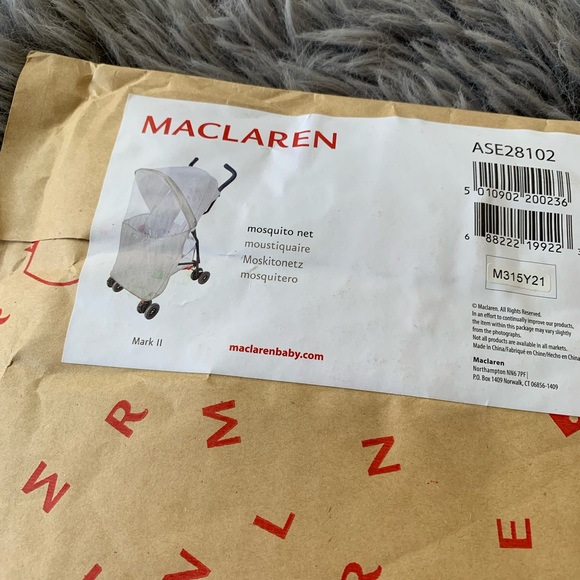 MACLAREN
ASE28102
5 010902 200236
6 88222 19922 3
M315Y21
mosquito net
moustiquaire
Moskitonetz
mosquitero
Mark II
maclarenbaby.com
© Maclaren. All Rights Reserved.
In an effort to continually improve our products,
the item within this package may vary slightly
from the photographs.
Not all products are available in all markets.
Made In China/Fabriqué en Chine/Hecho en China
Maclaren
Northampton NN6 7PF |
P.O. Box 1409 Norwalk, CT 06856-1409
R
M
W
L
N
V
L
E
R